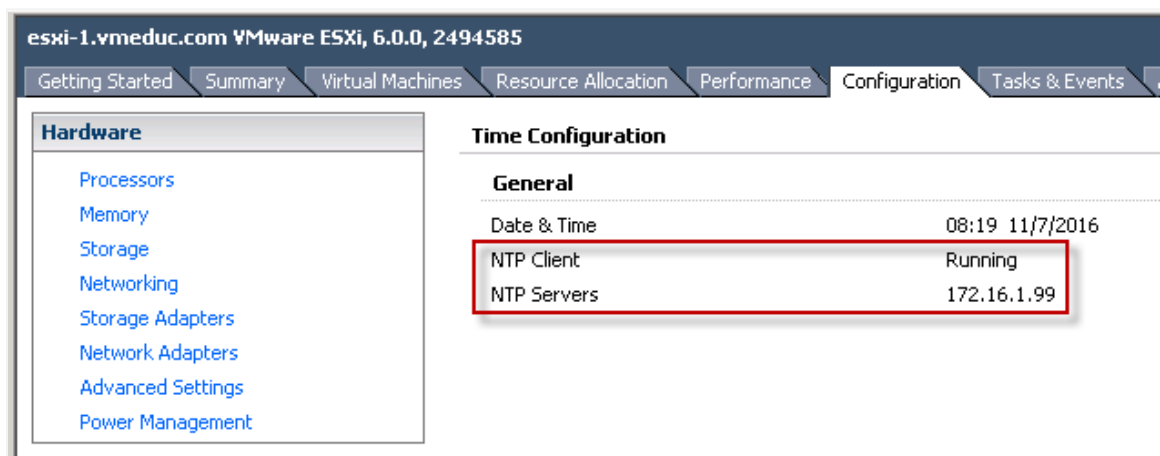 esxi-1.vmeduc.com VMware ESXi, 6.0.0, 2494585
Getting Started Summary Virtual Machines Resource Allocation Performance Configuration Tasks & Events
Hardware
Processors
Memory
Storage
Networking
Storage Adapters
Network Adapters
Advanced Settings
Power Management
Time Configuration
General
Date & Time 08:19 11/7/2016
NTP Client Running
NTP Servers 172.16.1.99